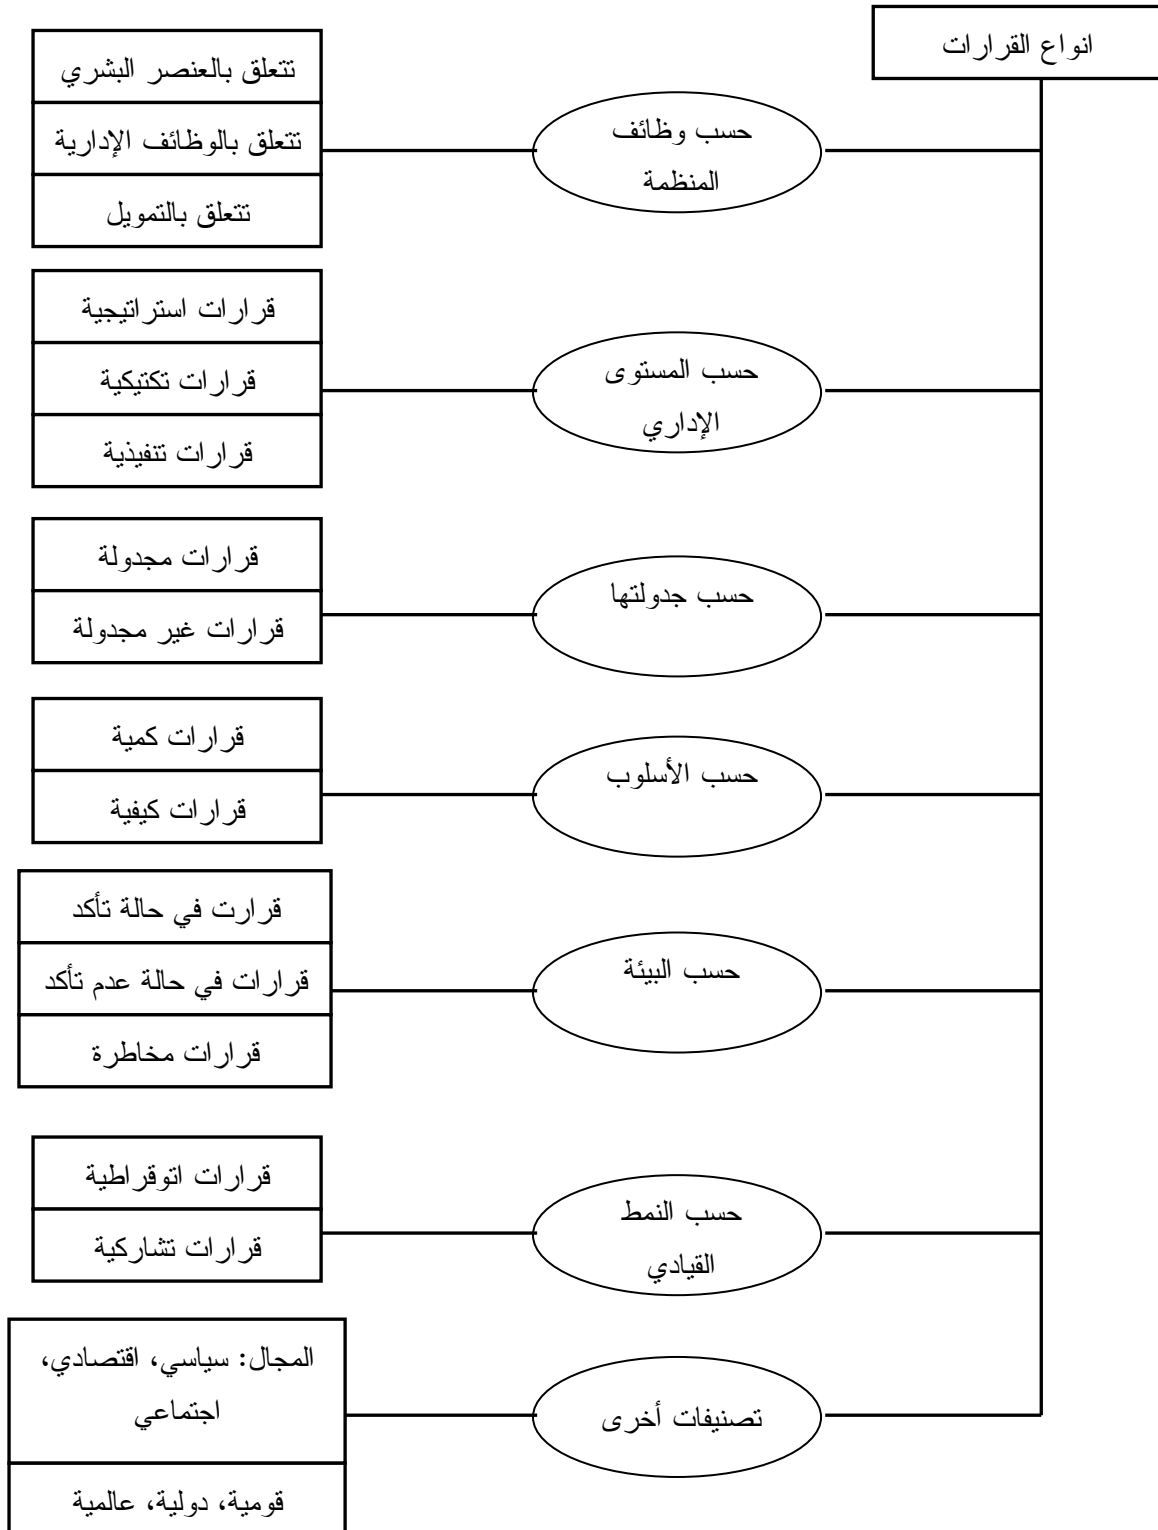 انواع القرارات
حسب وظائف
المنظمة
تتعلق بالعنصر البشري
تتعلق بالوظائف الإدارية
تتعلق بالتمويل
حسب المستوى
الإداري
قرارات استراتيجية
قرارات تكتيكية
قرارات تنفيذية
حسب جدولتها
قرارات مجدولة
قرارات غير مجدولة
حسب الأسلوب
قرارات كمية
قرارات كيفية
حسب البيئة
قرارت في حالة تأكد
قرارات في حالة عدم تأكد
قرارات مخاطرة
حسب النمط
القيادي
قرارات اتوقراطية
قرارات تشاركية
تصنيفات أخرى
المجال: سياسي، اقتصادي،
اجتماعي
قومية، دولية، عالمية